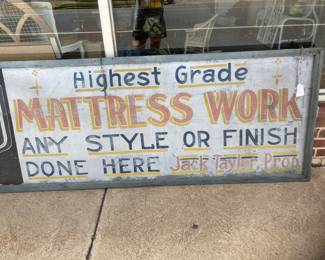 Highest Grade
MATTRESS WORK
ANY STYLE OR FINISH
DONE HERE Jack Taylor Prop